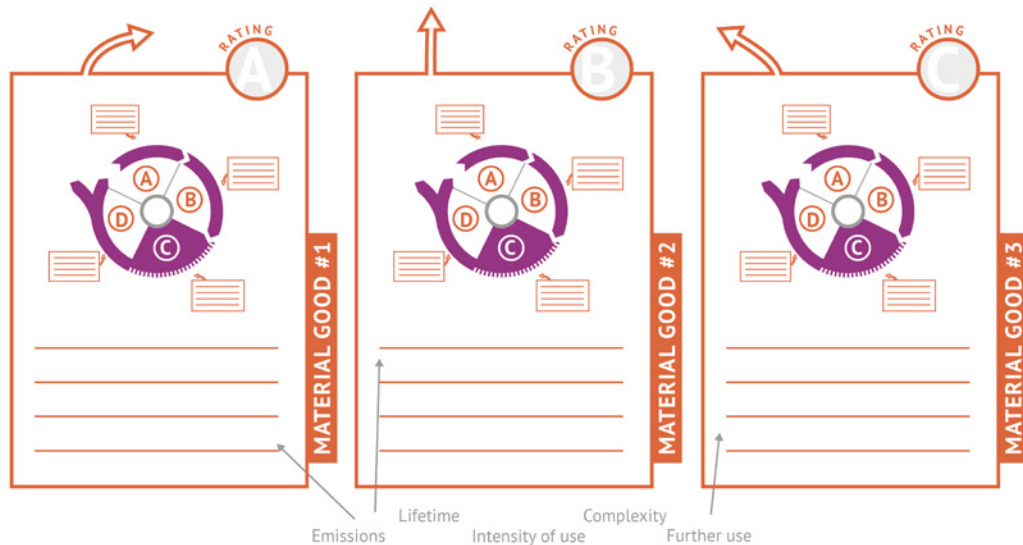 RATING
A
A
B
C
D
MATERIAL GOOD #1
RATING
B
A
B
C
D
MATERIAL GOOD #2
RATING
C
A
B
C
D
MATERIAL GOOD #3
Lifetime
Complexity
Emissions
Intensity of use
Further use